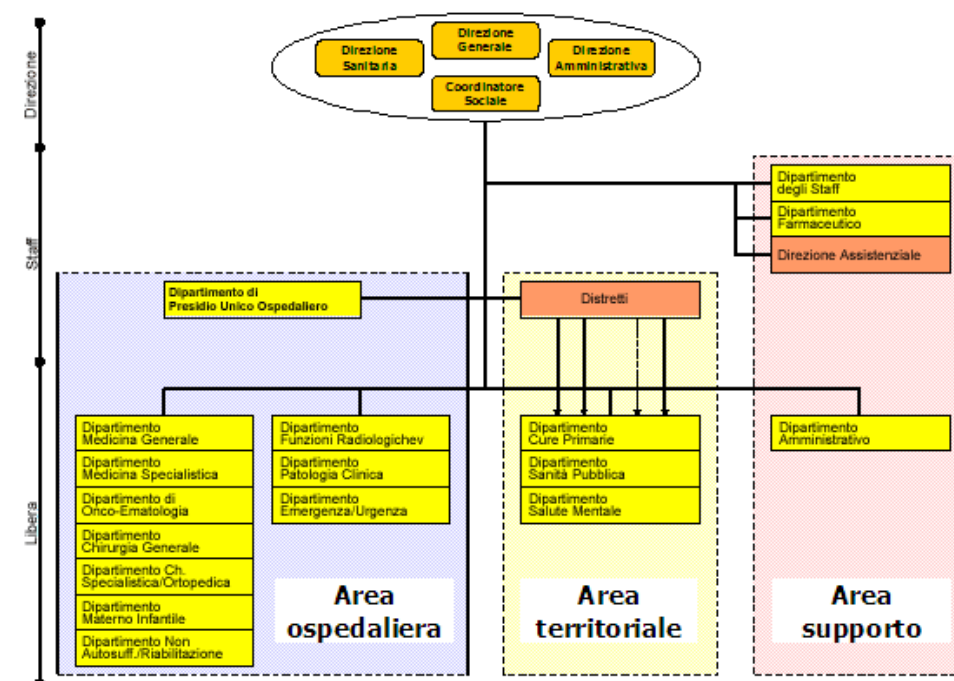 Direzione
Staff
Libera
Direzione
Generale
Direzione
Sanitaria
Direzione
Amministrativa
Coordinatore
Sociale
Dipartimento
degli Staff
Dipartimento
Farmaceutico
Direzione Assistenziale
Dipartimento di
Presidio Unico Ospedaliero
Distretti
Dipartimento
Medicina Generale
Dipartimento
Medicina Specialistica
Dipartimento di
Onco-Ematologia
Dipartimento
Chirurgia Generale
Dipartimento Ch.
Specialistica/Ortopedica
Dipartimento
Materno Infantile
Dipartimento Non
Autosuff./Riabilitazione
Dipartimento
Funzioni Radiologichev
Dipartimento
Patologia Clinica
Dipartimento
Emergenza/Urgenza
Dipartimento
Cure Primarie
Dipartimento
Sanità Pubblica
Dipartimento
Salute Mentale
Dipartimento
Amministrativo
Area
ospedaliera
Area
territoriale
Area
supporto